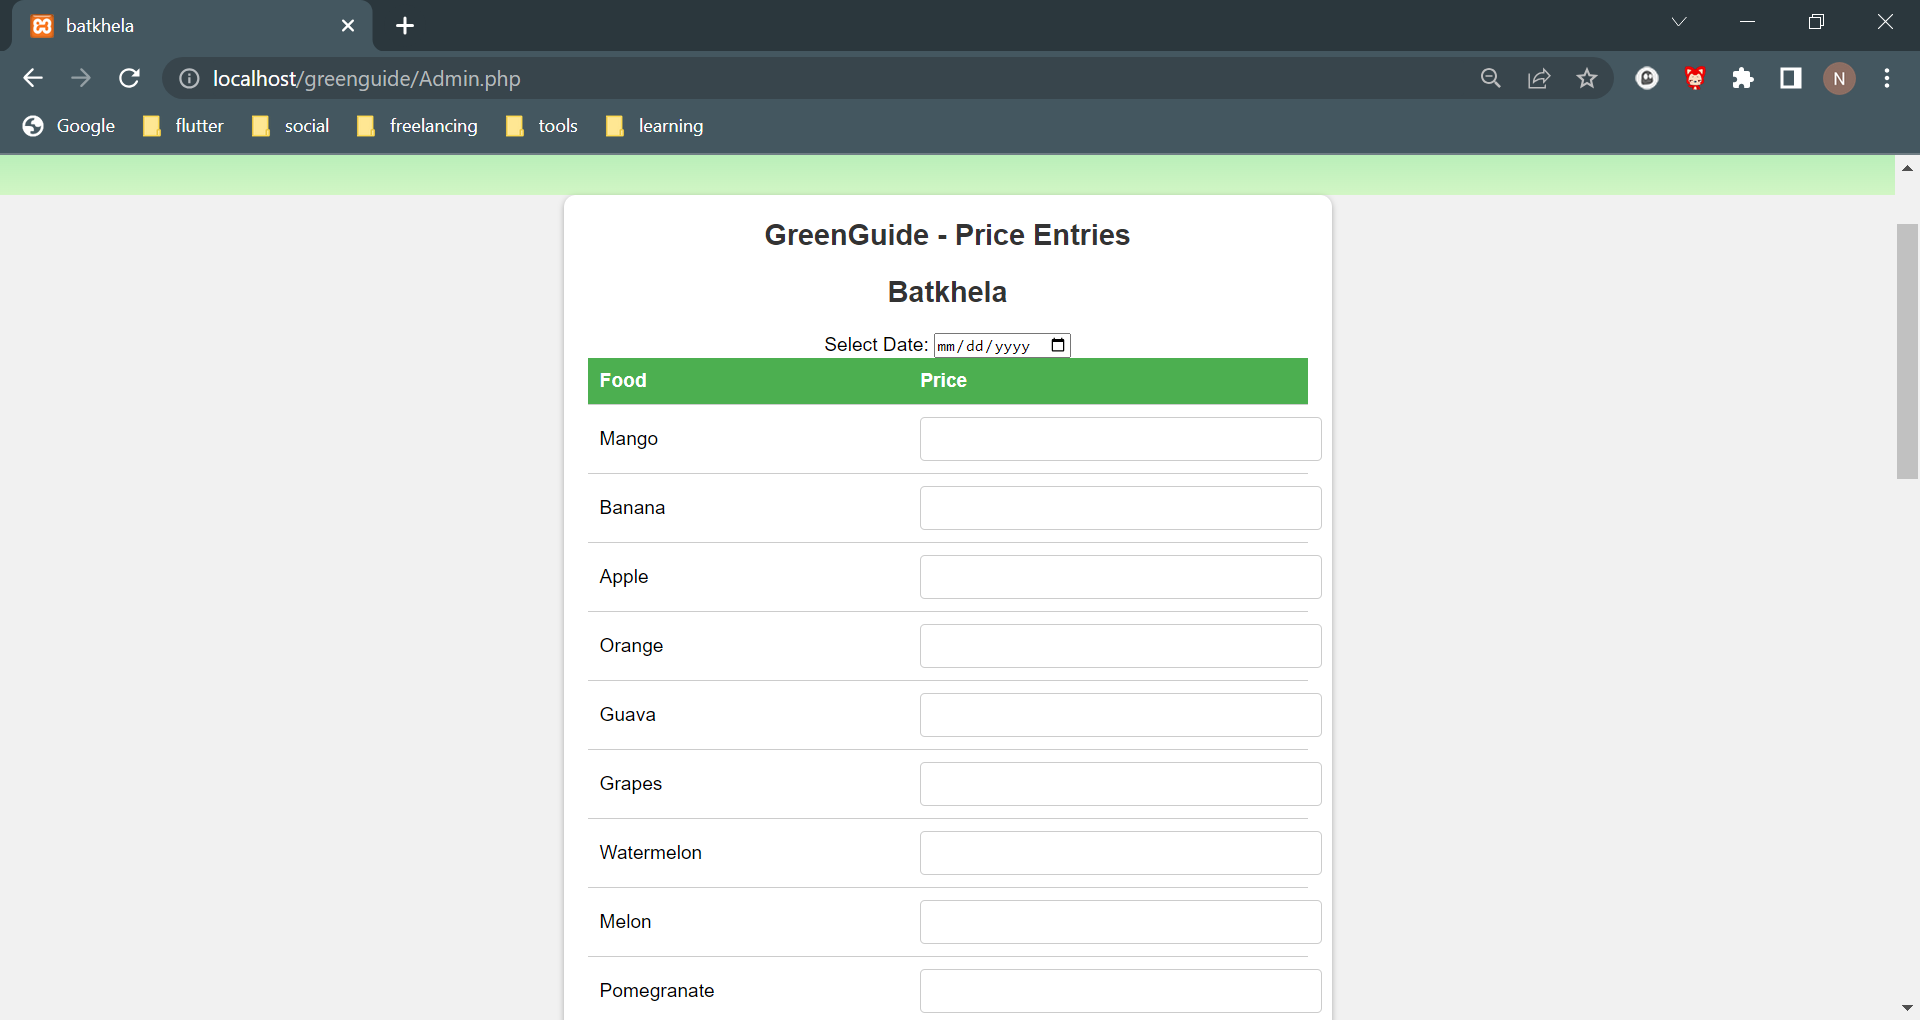 batkhela
localhost/greenguide/Admin.php
N
Google flutter social freelancing tools learning
GreenGuide - Price Entries
Batkhela
Select Date: mm/dd/yyyy
Food Price
Mango
Banana
Apple
Orange
Guava
Grapes
Watermelon
Melon
Pomegranate